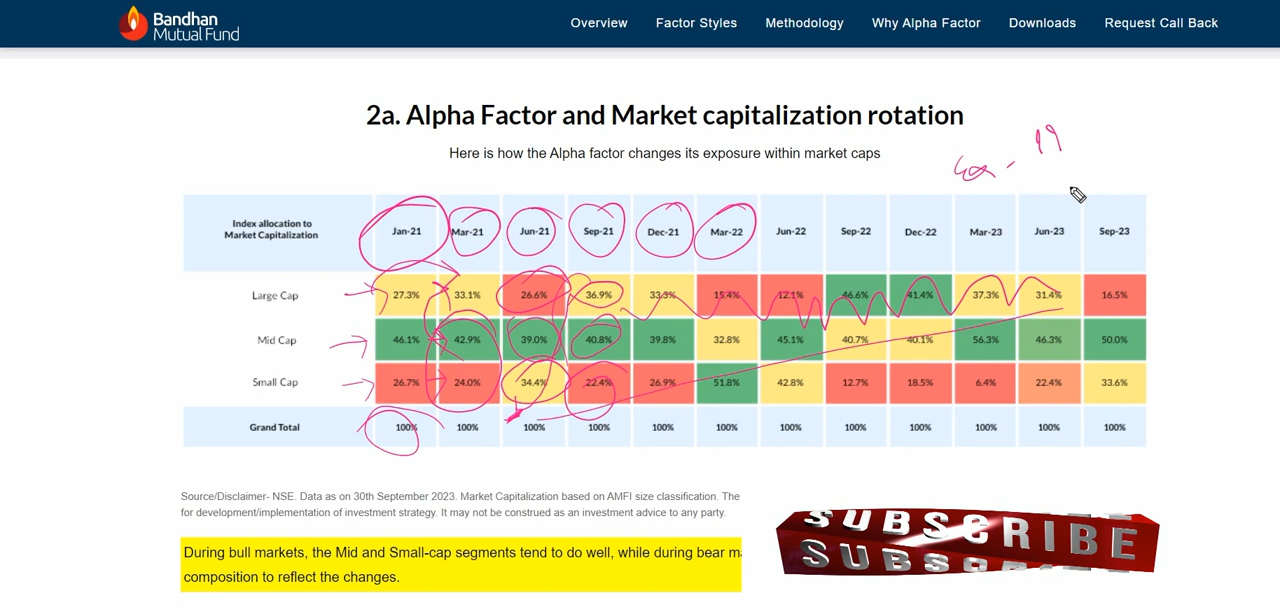 Bandhan
Mutual Fund
Overview Factor Styles Methodology Why Alpha Factor Downloads Request Call Back
2a. Alpha Factor and Market capitalization rotation
Here is how the Alpha factor changes its exposure within market caps
Index allocation to
Market Capitalization
Jan-21 Mar-21 Jun-21 Sep-21 Dec-21 Mar-22 Jun-22 Sep-22 Dec-22 Mar-23 Jun-23 Sep-23
Large Cap 27.3% 33.1% 26.6% 36.9% 33.3% 15.4% 12.1% 46.6% 41.4% 37.3% 31.4% 16.5%
Mid Cap 46.1% 42.9% 39.0% 40.8% 39.8% 32.8% 45.1% 40.7% 40.1% 56.3% 46.3% 50.0%
Small Cap 26.7% 24.0% 34.4% 22.4% 26.9% 51.8% 42.8% 12.7% 18.5% 6.4% 22.4% 33.6%
Grand Total 100% 100% 100% 100% 100% 100% 100% 100% 100% 100% 100% 100%
Source/Disclaimer- NSE. Data as on 30th September 2023. Market Capitalization based on AMFI size classification. The
for development/implementation of investment strategy. It may not be construed as an investment advice to any party.
During bull markets, the Mid and Small-cap segments tend to do well, while during bear
composition to reflect the changes.
SUBSCRIBE
SUBSCRIBE